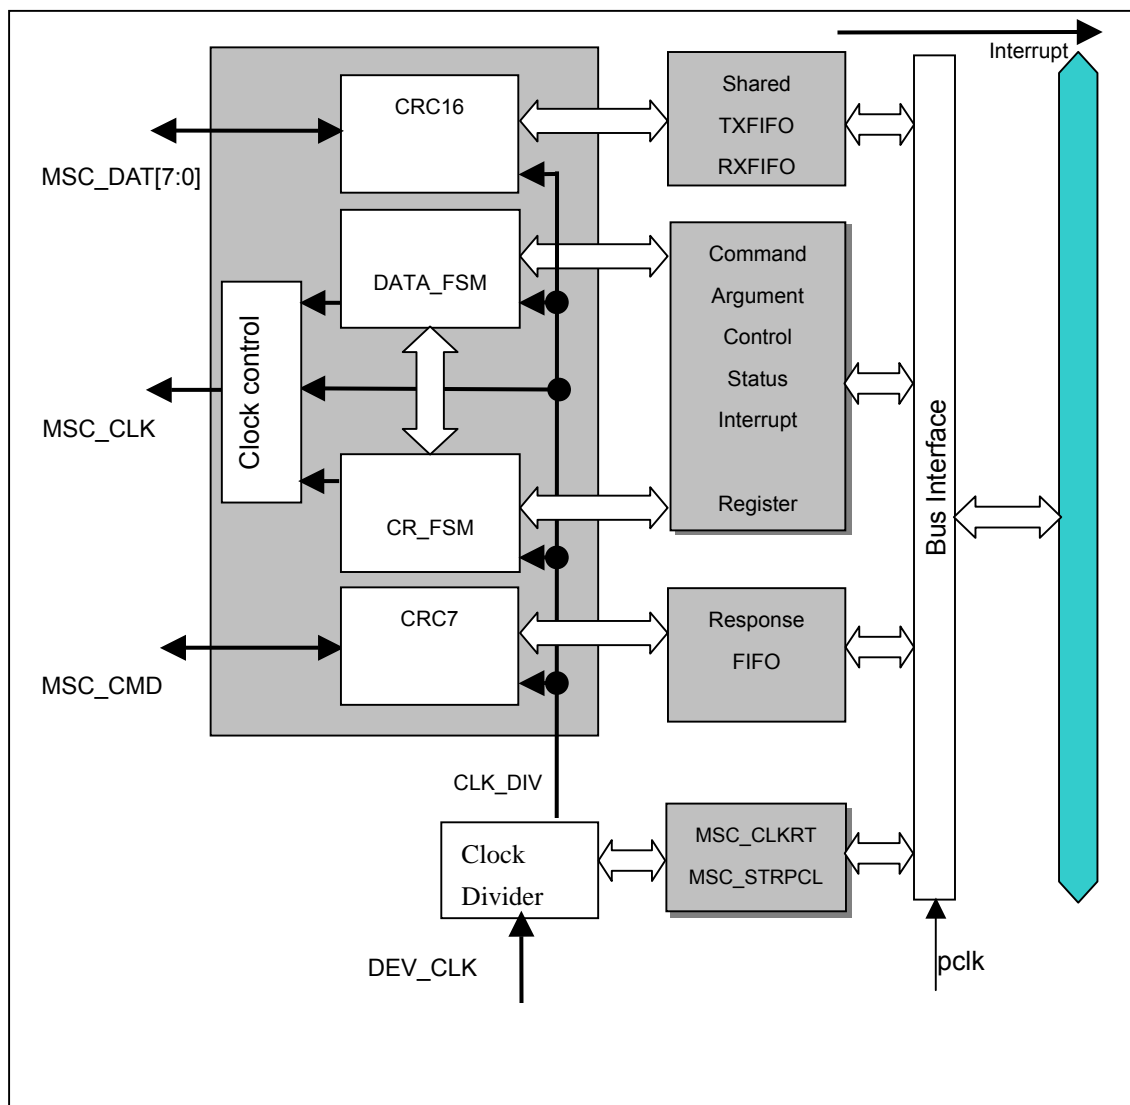 Interrupt
CRC16
Shared
TXFIFO
RXFIFO
MSC_DAT[7:0]
DATA_FSM
Command
Argument
Control
Status
Interrupt
Register
Clock control
MSC_CLK
CR_FSM
Bus Interface
CRC7
Response
FIFO
MSC_CMD
CLK_DIV
Clock
Divider
MSC_CLKRT
MSC_STRPCL
DEV_CLK
pclk